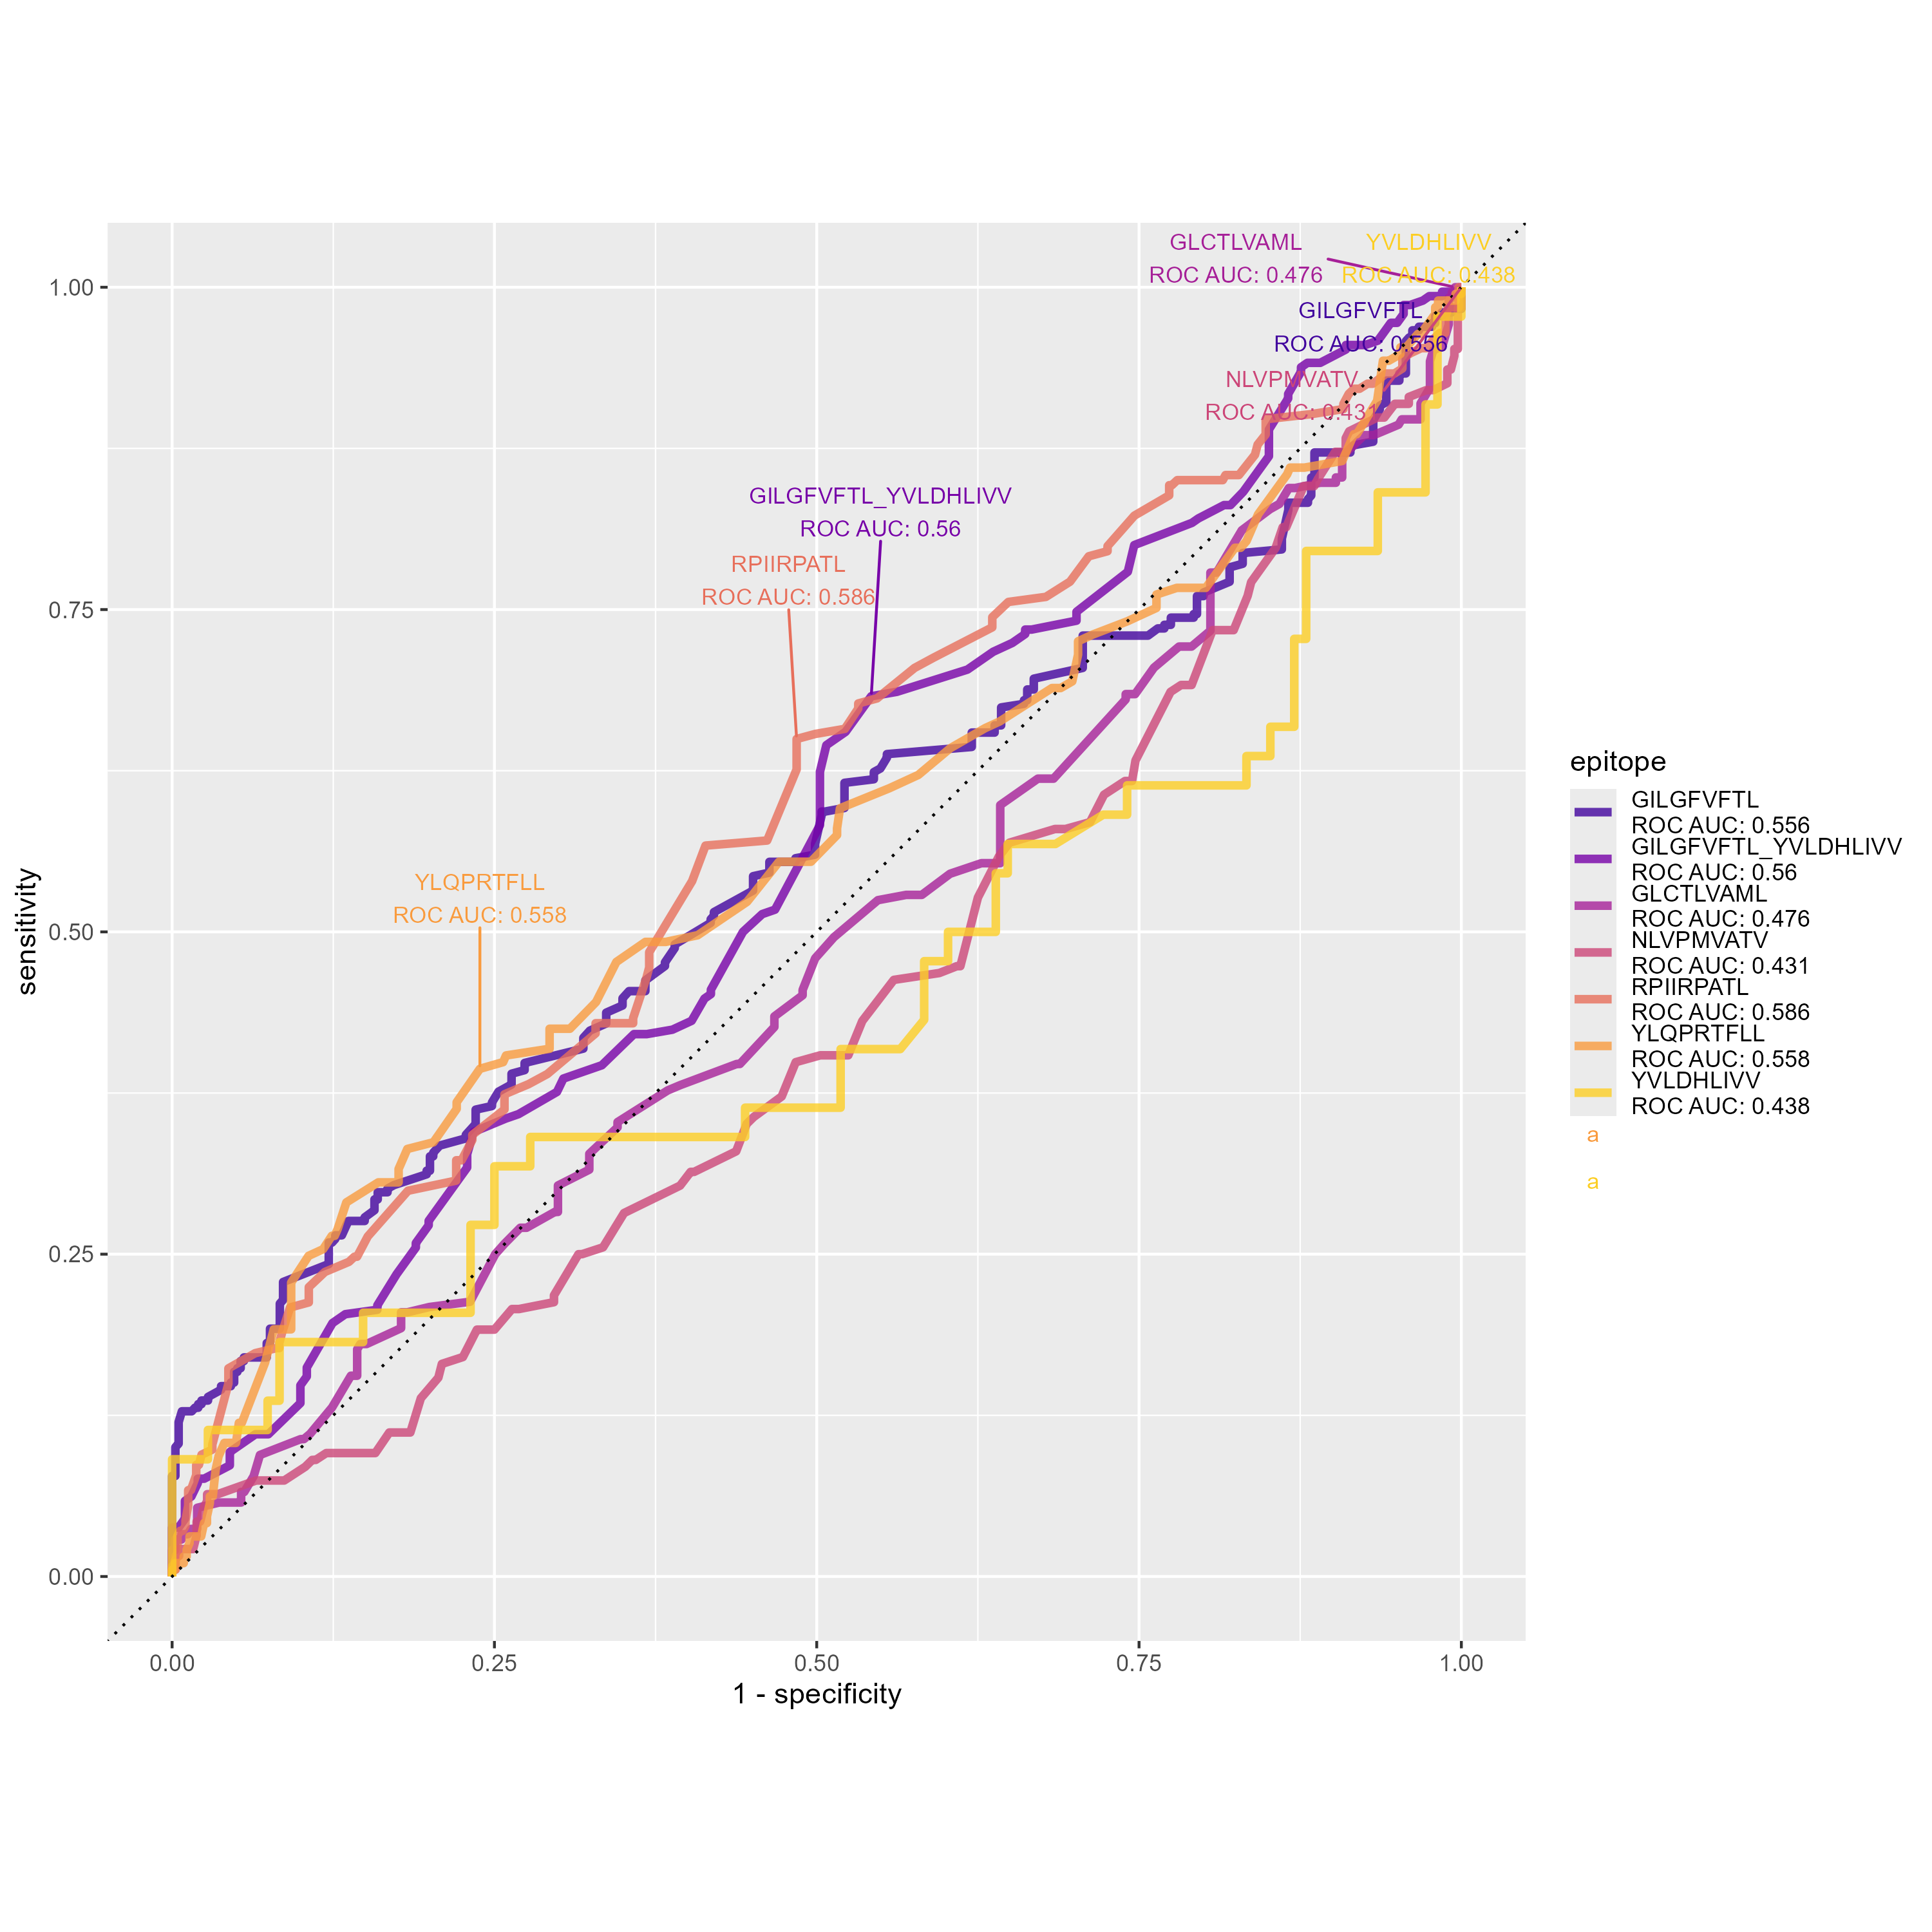 GLCTLVAML
ROC AUC: 0.476
YVLDHLIVV
ROC AUC: 0.438
GILGFVFTL
ROC AUC: 0.556
NLVPMVATV
ROC AUC: 0.431
GILGFVFTL_YVLDHLIVV
ROC AUC: 0.56
RPIIRPATL
ROC AUC: 0.586
YLQPRTFLL
ROC AUC: 0.558
1.00
0.75
0.50
0.25
0.00
sensitivity
0.00
0.25
0.50
0.75
1.00
1 - specificity
epitope
GILGFVFTL
ROC AUC: 0.556
GILGFVFTL_YVLDHLIVV
ROC AUC: 0.56
GLCTLVAML
ROC AUC: 0.476
NLVPMVATV
ROC AUC: 0.431
RPIIRPATL
ROC AUC: 0.586
YLQPRTFLL
ROC AUC: 0.558
YVLDHLIVV
ROC AUC: 0.438
a
a